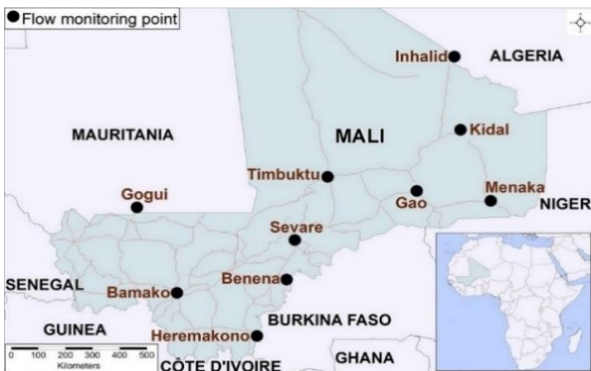 Flow monitoring point
Inhalid
ALGERIA
MAURITANIA
MALI
Kidal
Timbuktu
Gogui
Gao
Menaka
NIGER
Sevare
SENEGAL
Bamako
Benena
GUINEA
Heremakono
BURKINA FASO
0 100 200 300 400 500
Kilometers
CÔTE D'IVOIRE
GHANA